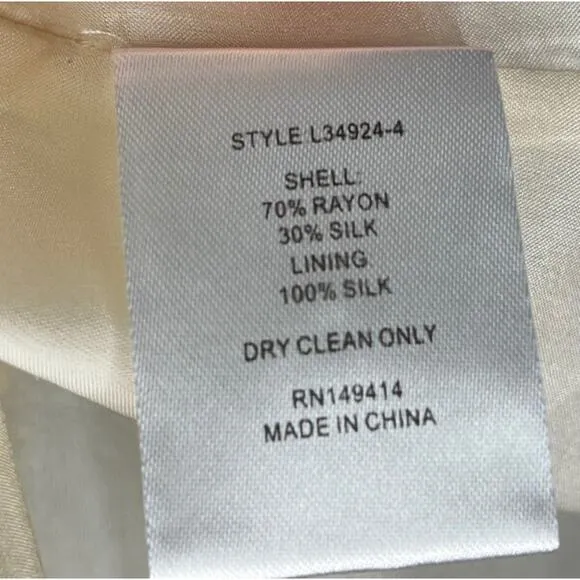 STYLE L34924-4
SHELL:
70% RAYON
30% SILK
LINING
100% SILK
DRY CLEAN ONLY
RN149414
MADE IN CHINA